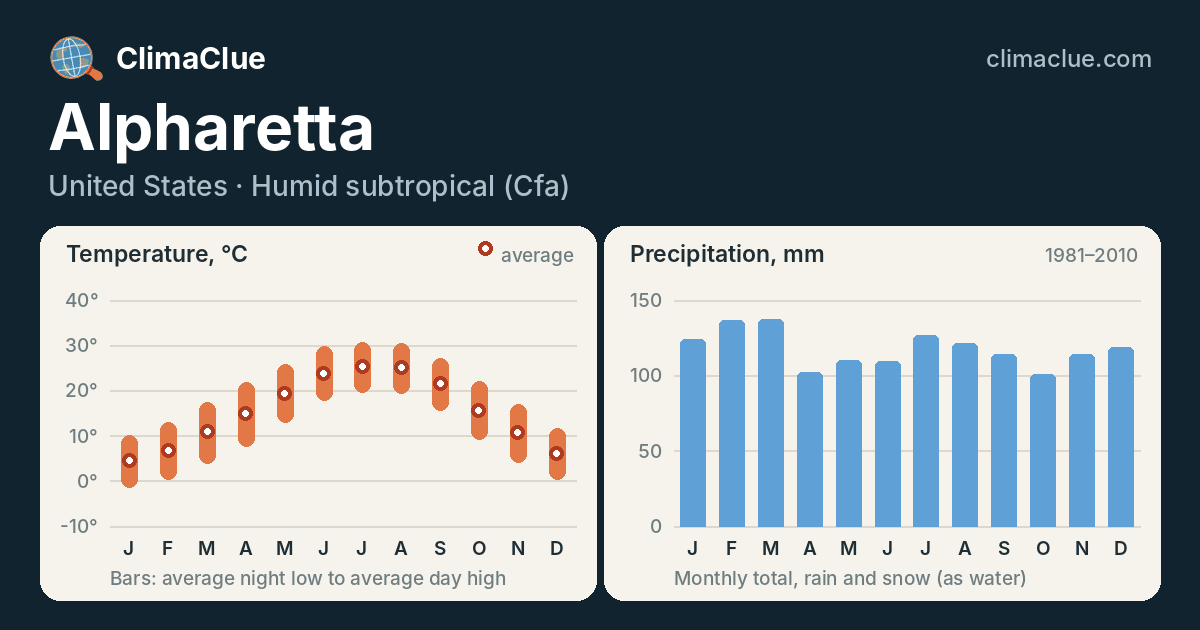 ClimaClue
climaclue.com
Alpharetta
United States · Humid subtropical (Cfa)
Temperature, °C
average
40°
30°
20°
10°
0°
-10°
J F M A M J J A S O N D
Bars: average night low to average day high
Precipitation, mm
1981–2010
150
100
50
0
J F M A M J J A S O N D
Monthly total, rain and snow (as water)